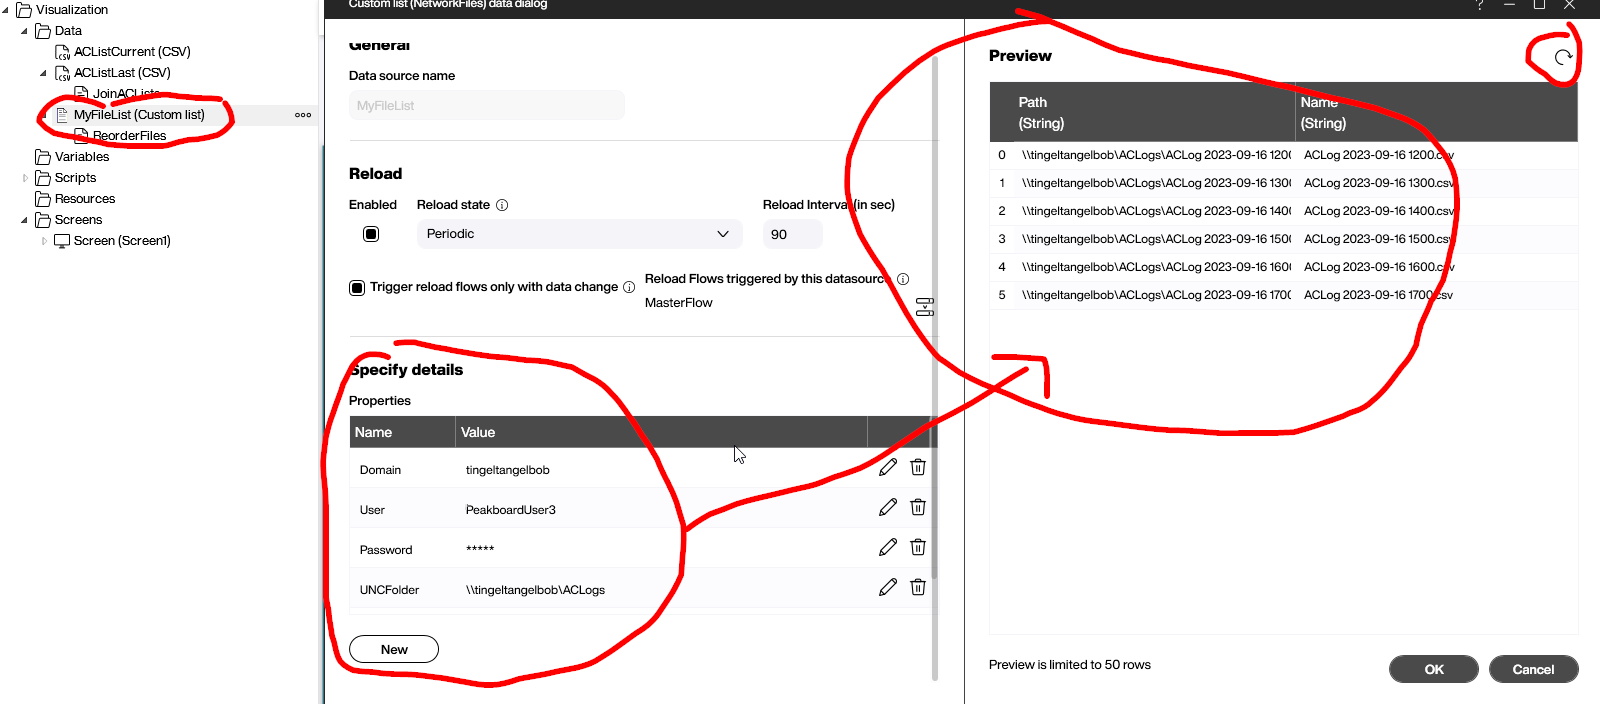 Visualization
Data
ACListCurrent (CSV)
ACListLast (CSV)
JoinACLists
MyFileList (Custom list)
ReorderFiles
Variables
Scripts
Resources
Screens
Screen (Screen1)
Custom list (NetworkFiles) data dialog
General
Data source name
MyFileList
Reload
Enabled
Reload state
Reload Interval (in sec)
Periodic
90
Trigger reload flows only with data change
Reload Flows triggered by this datasource
MasterFlow
Specify details
Properties
Name Value
Domain tingeltangelbob
User PeakboardUser3
Password *****
UNCFolder \\tingeltangelbob\ACLogs
New
Preview
Path (String) Name (String)
0 \\tingeltangelbob\ACLogs\ACLog 2023-09-16 1200 ACLog 2023-09-16 1200.csv
1 \\tingeltangelbob\ACLogs\ACLog 2023-09-16 1300 ACLog 2023-09-16 1300.csv
2 \\tingeltangelbob\ACLogs\ACLog 2023-09-16 1400 ACLog 2023-09-16 1400.csv
3 \\tingeltangelbob\ACLogs\ACLog 2023-09-16 1500 ACLog 2023-09-16 1500.csv
4 \\tingeltangelbob\ACLogs\ACLog 2023-09-16 1600 ACLog 2023-09-16 1600.csv
5 \\tingeltangelbob\ACLogs\ACLog 2023-09-16 1700 ACLog 2023-09-16 1700.csv
Preview is limited to 50 rows
OK
Cancel